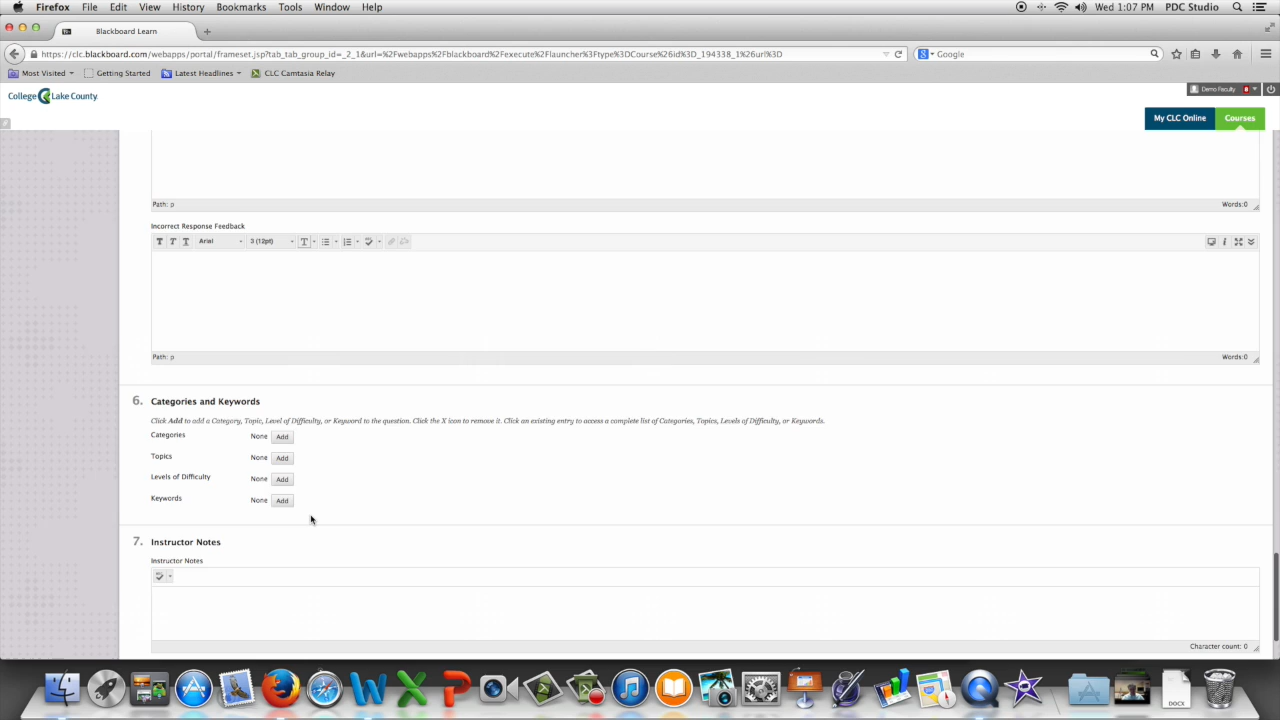 Firefox File Edit View History Bookmarks Tools Window Help Wed 1:07 PM PDC Studio
Blackboard Learn
https://clc.blackboard.com/webapps/portal/frameset.jsp?tab_tab_group_id=_2_1&url=%2Fwebapps%2Fblackboard%2Fexecute%2Flauncher%3Ftype%3DCourse%26id%3D_194338_1%26url%3D
Google
Most Visited Getting Started Latest Headlines CLC Camtasia Relay
College Lake County
Demo Faculty 8
My CLC Online Courses
Path: p Words:0
Incorrect Response Feedback
T T T Arial 3 (12pt) T
Path: p Words:0
6. Categories and Keywords
Click Add to add a Category, Topic, Level of Difficulty, or Keyword to the question. Click the X icon to remove it. Click an existing entry to access a complete list of Categories, Topics, Levels of Difficulty, or Keywords.
Categories None Add
Topics None Add
Levels of Difficulty None Add
Keywords None Add
7. Instructor Notes
Instructor Notes
Character count: 0
DOCX